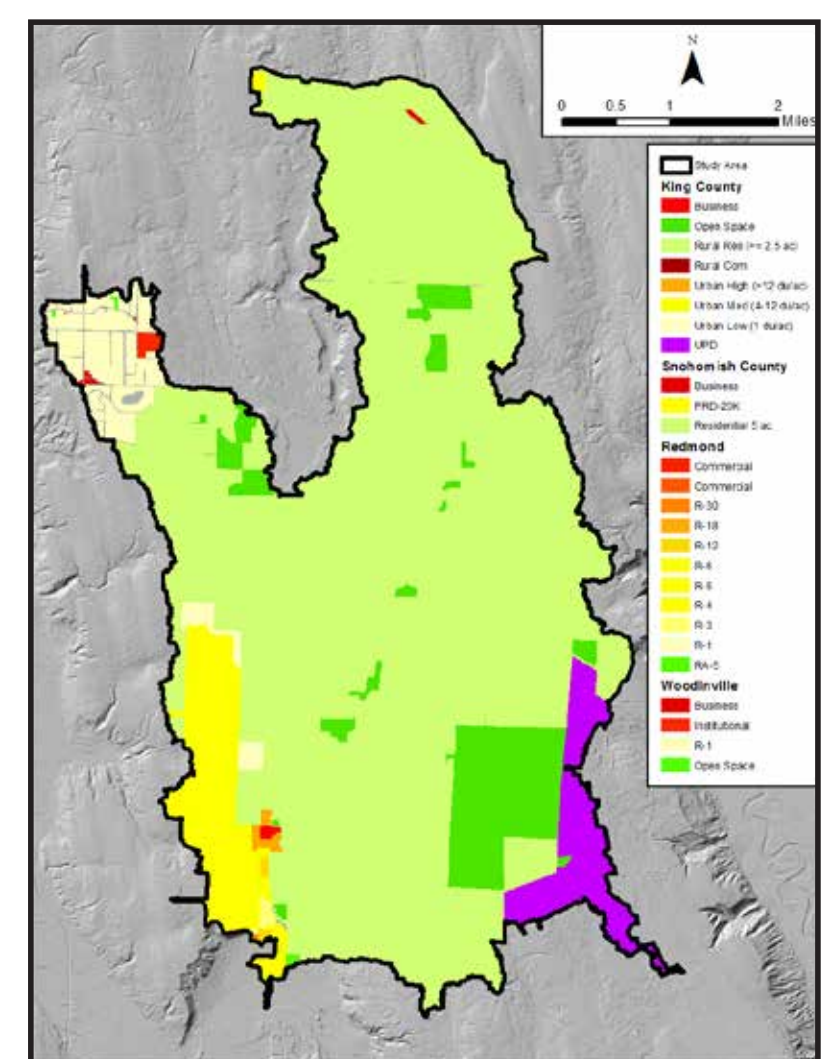 N
0 0.5 1 2
Miles
Study Area
King County
Business
Open Space
Rural Res (>= 2.5 ac)
Rural Com
Urban High (>12 du/ac)
Urban Med (4-12 du/ac)
Urban Low (1 du/ac)
UPD
Snohomish County
Business
PRD-20K
Residential 5 ac
Redmond
Commercial
Commercial
R-30
R-18
R-12
R-6
R-5
R-4
R-3
R-1
RA-5
Woodinville
Business
Institutional
R-1
Open Space